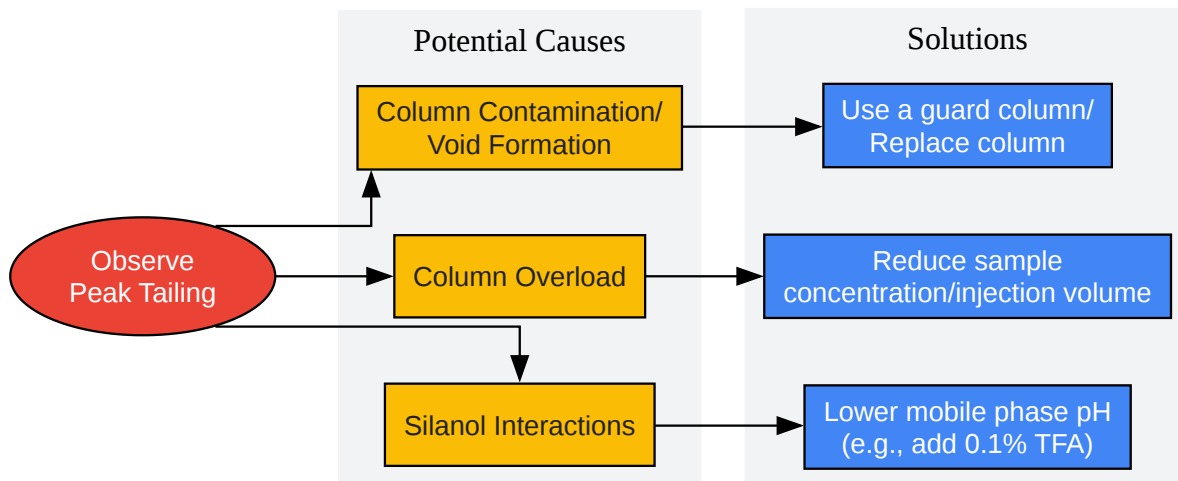 Potential Causes
Solutions
Column Contamination/
Void Formation
Use a guard column/
Replace column
Observe
Peak Tailing
Column Overload
Reduce sample
concentration/injection volume
Silanol Interactions
Lower mobile phase pH
(e.g., add 0.1% TFA)